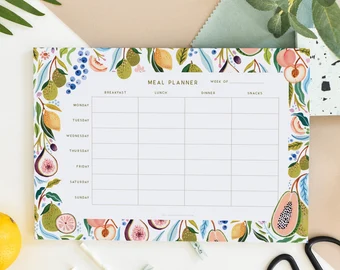 MEAL PLANNER WEEK OF
BREAKFAST LUNCH DINNER SNACKS
MONDAY
TUESDAY
WEDNESDAY
THURSDAY
FRIDAY
SATURDAY
SUNDAY